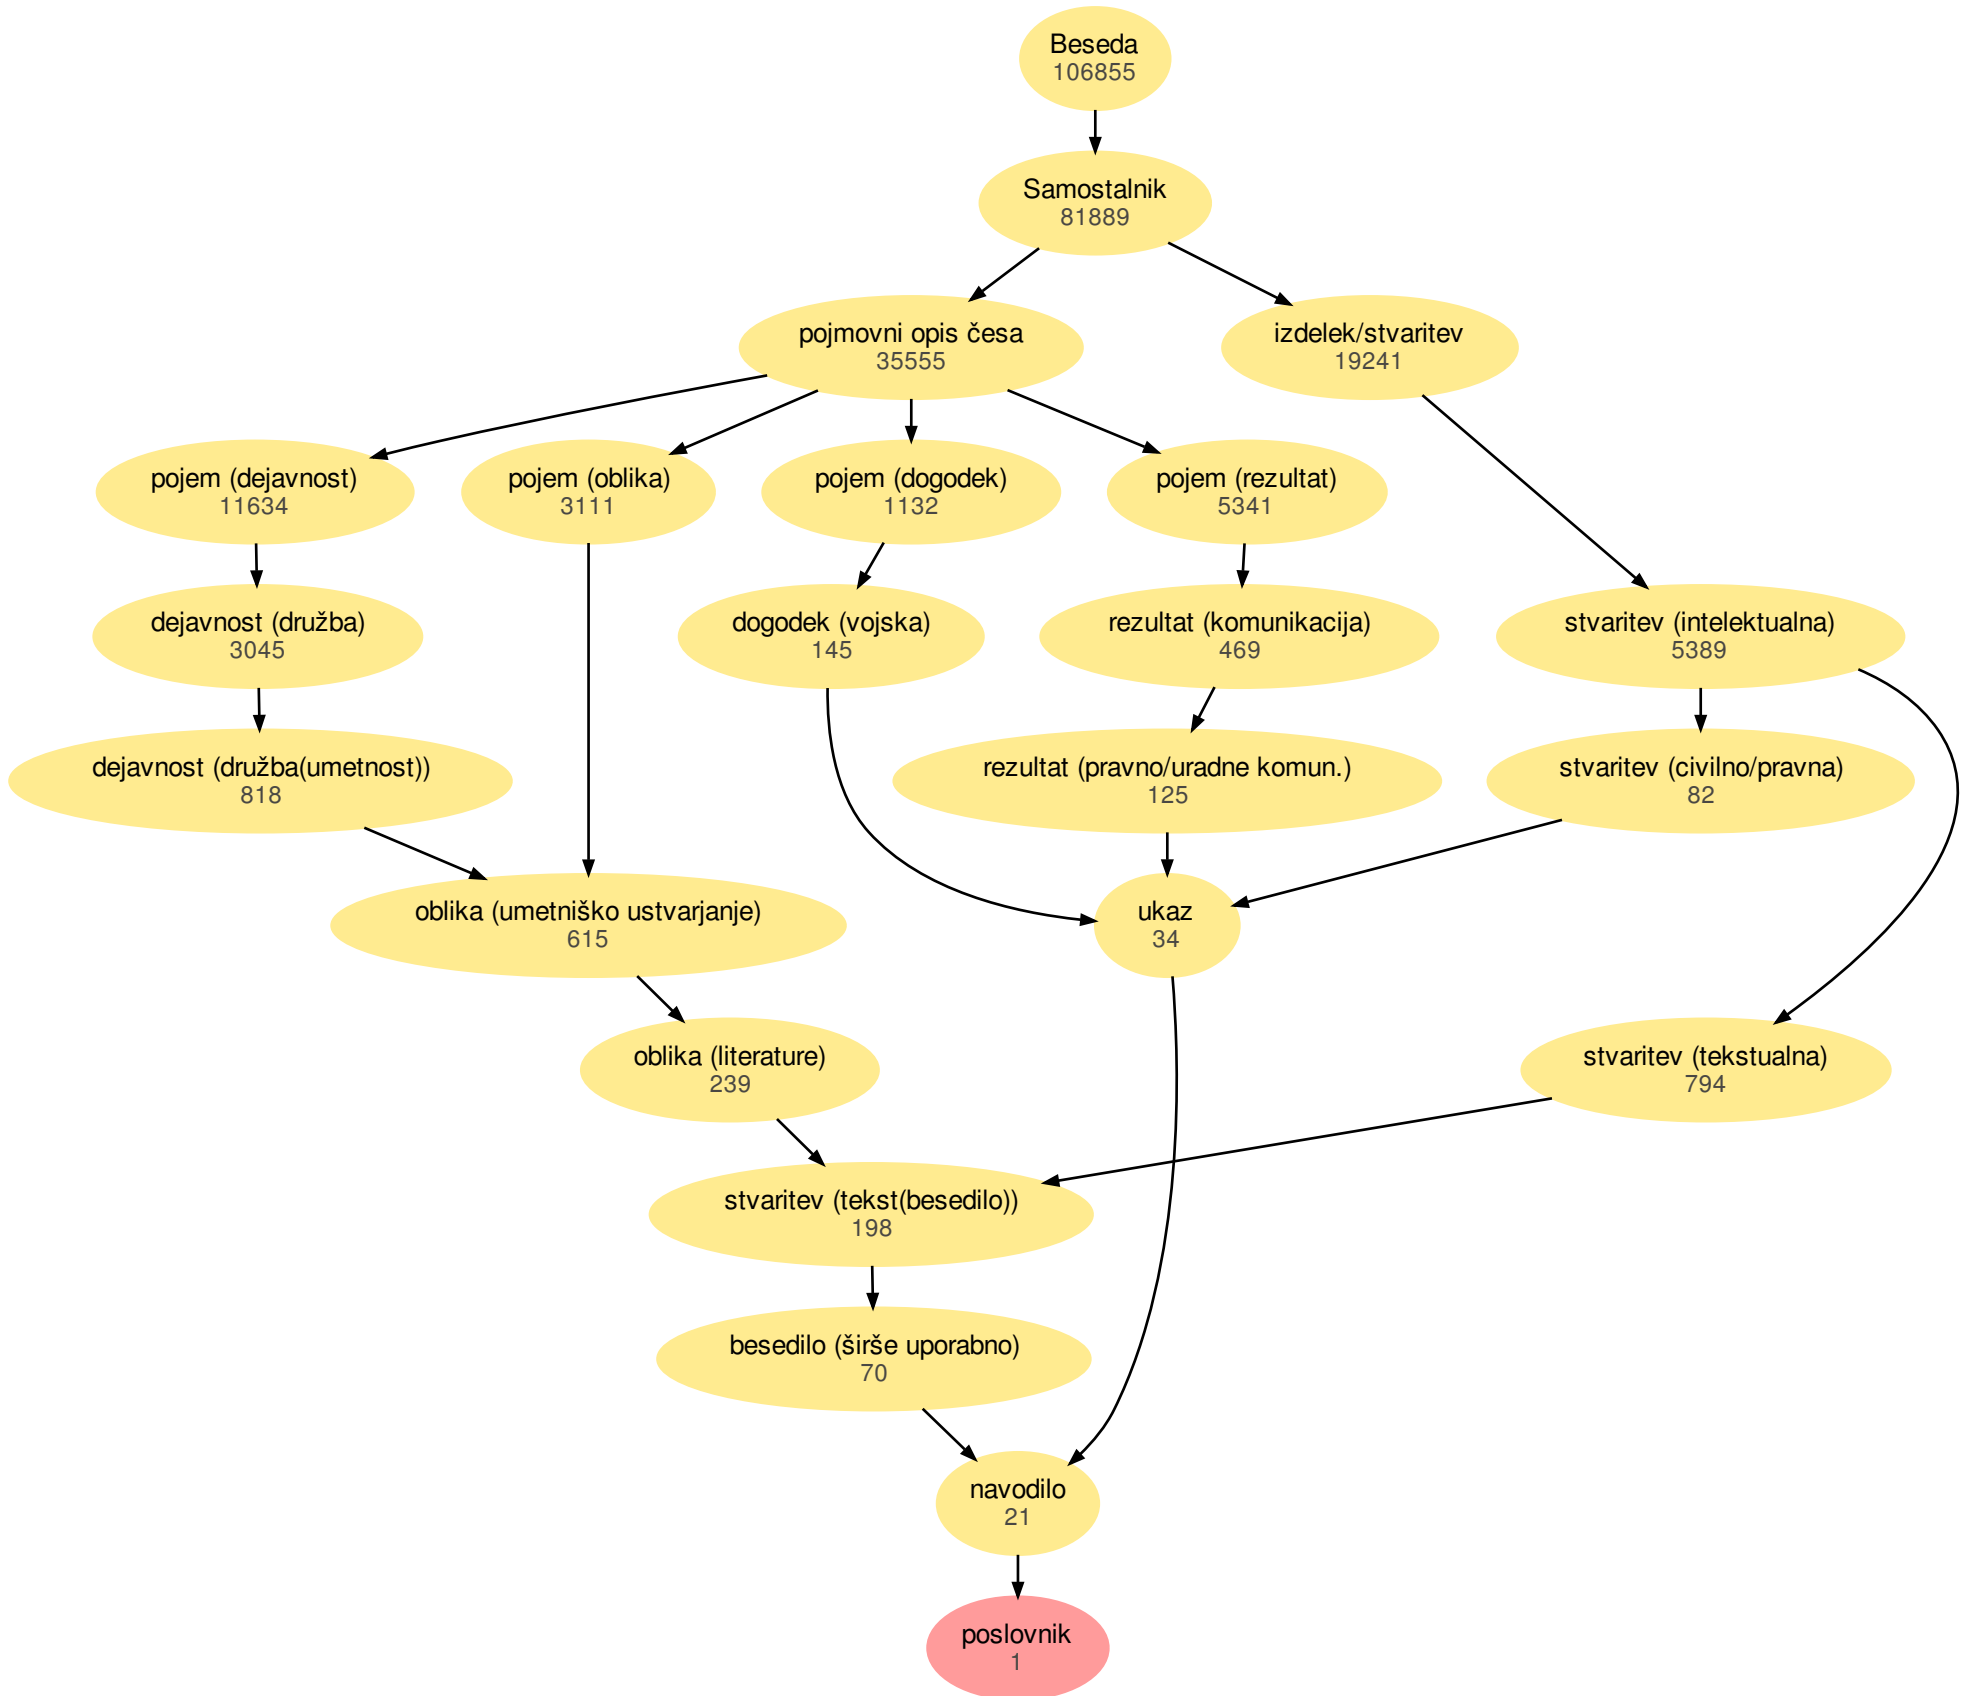 Beseda
106855
Samostalnik
81889
pojmovni opis česa
35555
izdelek/stvaritev
19241
pojem (dejavnost)
11634
pojem (oblika)
3111
pojem (dogodek)
1132
pojem (rezultat)
5341
dejavnost (družba)
3045
dogodek (vojska)
145
rezultat (komunikacija)
469
stvaritev (intelektualna)
5389
dejavnost (družba(umetnost))
818
rezultat (pravno/uradne komun.)
125
stvaritev (civilno/pravna)
82
oblika (umetniško ustvarjanje)
615
ukaz
34
oblika (literature)
239
stvaritev (tekstualna)
794
stvaritev (tekst(besedilo))
198
besedilo (širše uporabno)
70
navodilo
21
poslovnik
1